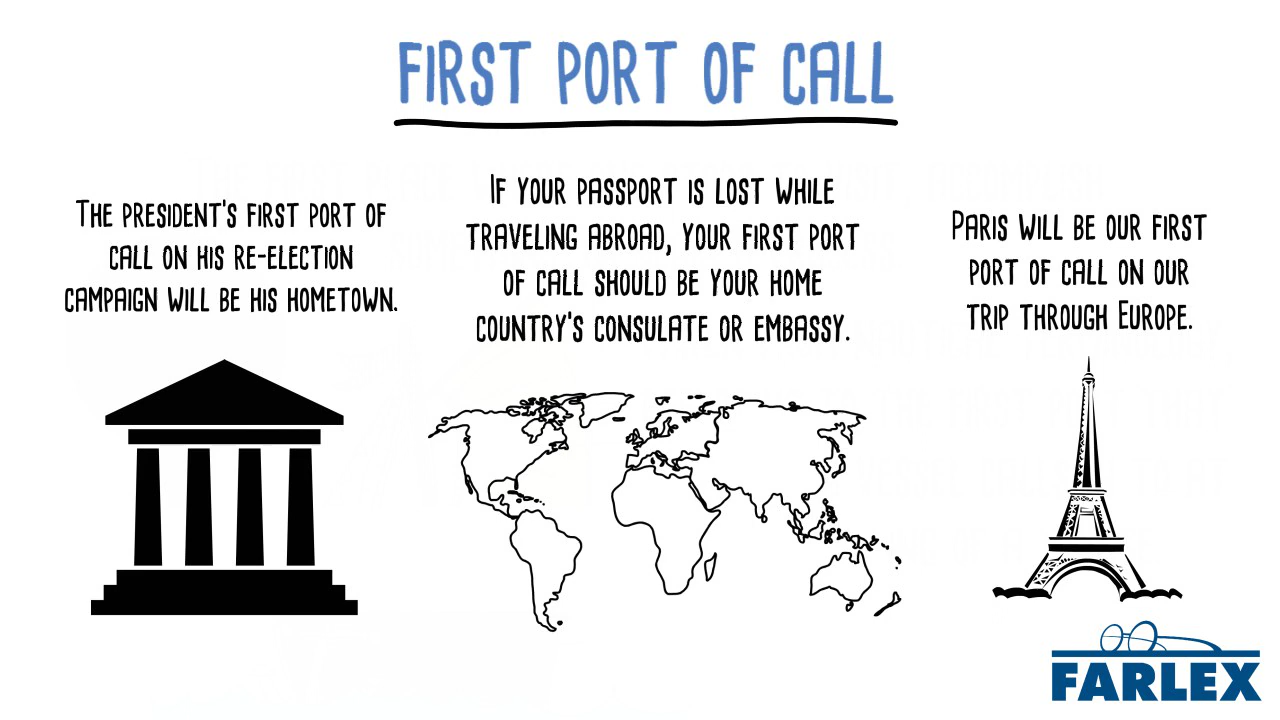 FIRST PORT OF CALL
THE PRESIDENT'S FIRST PORT OF
CALL ON HIS RE-ELECTION
CAMPAIGN WILL BE HIS HOMETOWN.
IF YOUR PASSPORT IS LOST WHILE
TRAVELING ABROAD, YOUR FIRST PORT
OF CALL SHOULD BE YOUR HOME
COUNTRY'S CONSULATE OR EMBASSY.
PARIS WILL BE OUR FIRST
PORT OF CALL ON OUR
TRIP THROUGH EUROPE.
FARLEX